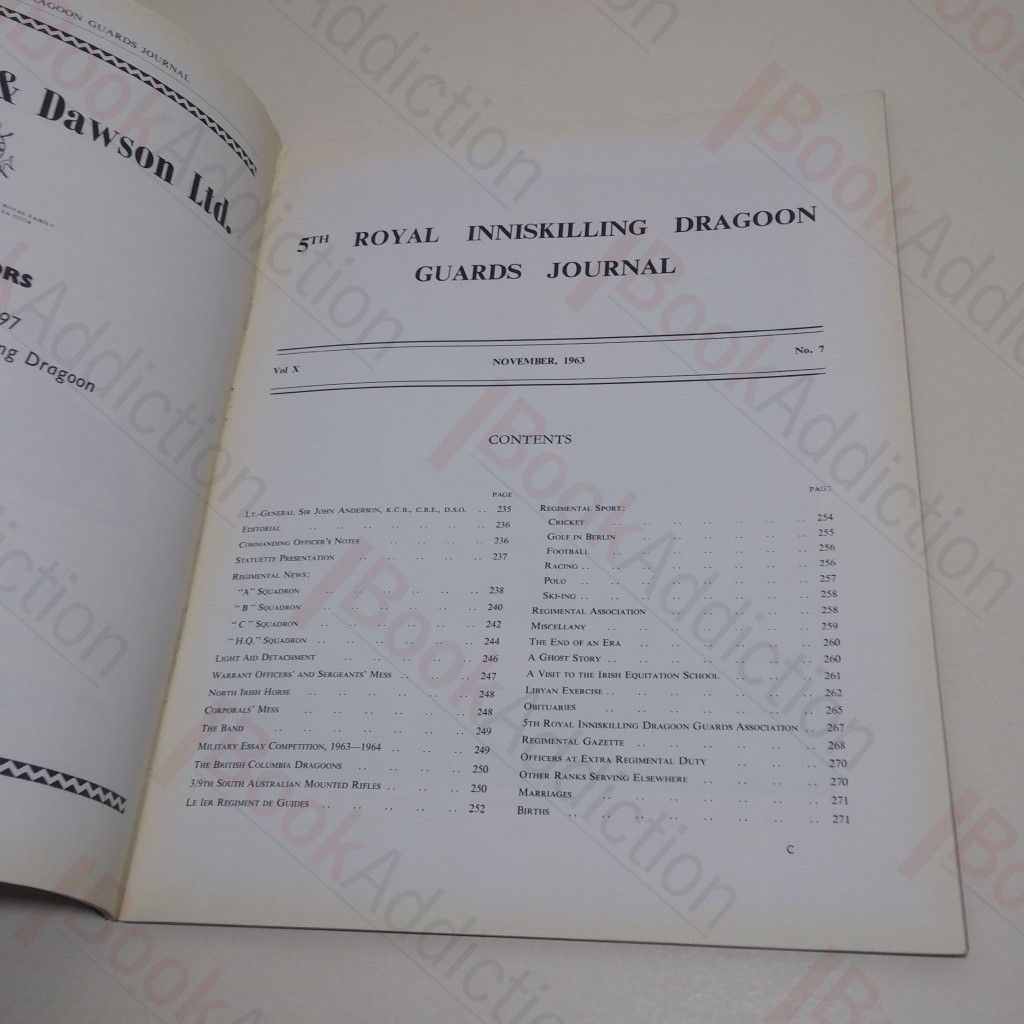 DRAGOON GUARDS JOURNAL
& Dawson Ltd.
ROYAL FAMILY
ORS
97
ng Dragoon
5TH ROYAL INNISKILLING DRAGOON
GUARDS JOURNAL
Vol X NOVEMBER, 1963 No. 7
CONTENTS
PAGE
LT.-GENERAL SIR JOHN ANDERSON, K.C.B., C.B.E., D.S.O. .. 235
EDITORIAL .. .. .. .. .. .. 236
COMMANDING OFFICER'S NOTES .. .. .. .. 236
STATUETTE PRESENTATION .. .. .. .. .. 237
REGIMENTAL NEWS:
"A" SQUADRON .. .. .. .. .. 238
"B" SQUADRON .. .. .. .. .. 240
"C" SQUADRON .. .. .. .. .. 242
"H.Q." SQUADRON .. .. .. .. .. 244
LIGHT AID DETACHMENT .. .. .. .. .. 246
WARRANT OFFICERS' AND SERGEANTS' MESS .. .. .. 247
NORTH IRISH HORSE .. .. .. .. .. .. 248
CORPORALS' MESS .. .. .. .. .. .. 248
THE BAND .. .. .. .. .. .. .. 249
MILITARY ESSAY COMPETITION, 1963—1964 .. .. .. 249
THE BRITISH COLUMBIA DRAGOONS .. .. .. .. 250
3/9TH SOUTH AUSTRALIAN MOUNTED RIFLES .. .. .. .. 250
LE IER REGIMENT DE GUIDES .. .. .. .. .. 252
PAGE
REGIMENTAL SPORT:
CRICKET .. .. .. .. .. .. .. 254
GOLF IN BERLIN .. .. .. .. .. .. 255
FOOTBALL .. .. .. .. .. .. .. 256
RACING .. .. .. .. .. .. .. 256
POLO .. .. .. .. .. .. .. 257
SKI-ING .. .. .. .. .. .. .. 258
REGIMENTAL ASSOCIATION .. .. .. .. .. 258
MISCELLANY .. .. .. .. .. .. .. 259
THE END OF AN ERA .. .. .. .. .. .. 260
A GHOST STORY .. .. .. .. .. .. .. 260
A VISIT TO THE IRISH EQUITATION SCHOOL .. .. .. 261
LIBYAN EXERCISE .. .. .. .. .. .. .. 262
OBITUARIES .. .. .. .. .. .. .. 265
5TH ROYAL INNISKILLING DRAGOON GUARDS ASSOCIATION .. 267
REGIMENTAL GAZETTE .. .. .. .. .. .. 268
OFFICERS AT EXTRA REGIMENTAL DUTY .. .. .. 270
OTHER RANKS SERVING ELSEWHERE .. .. .. .. 270
MARRIAGES .. .. .. .. .. .. .. 271
BIRTHS .. .. .. .. .. .. .. .. 271
C
BookAddiction